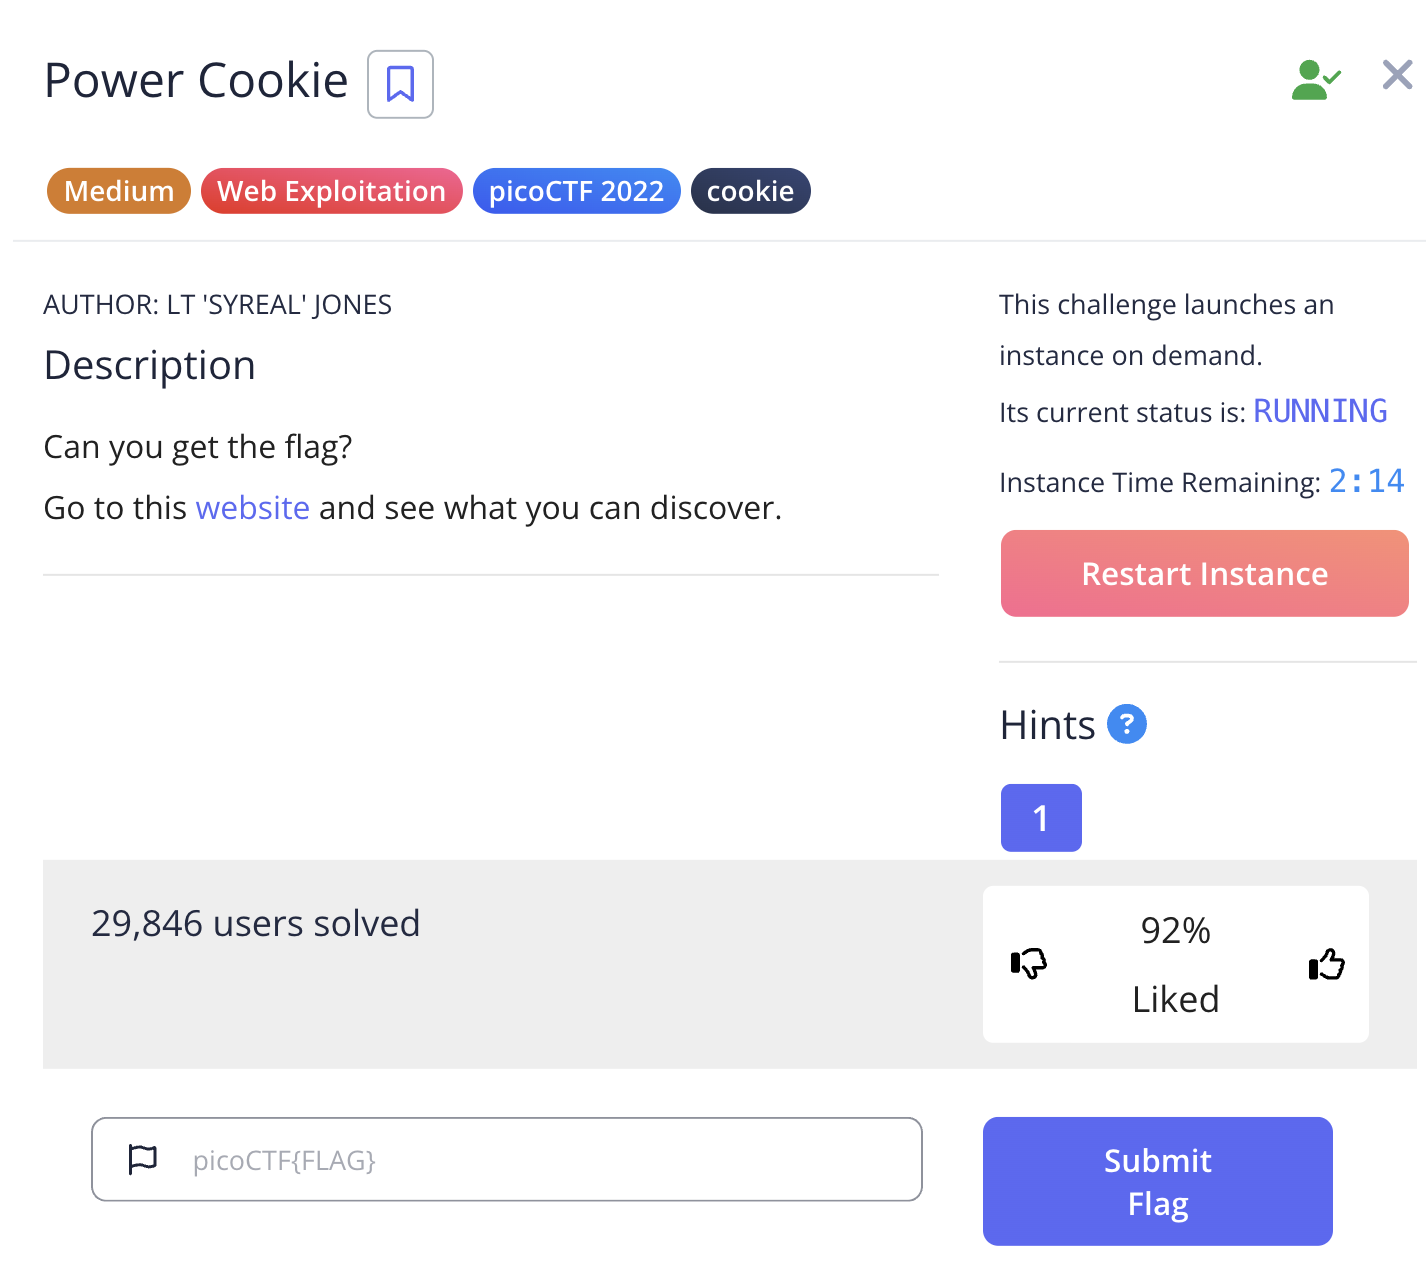 Power Cookie
Medium Web Exploitation picoCTF 2022 cookie
AUTHOR: LT 'SYREAL' JONES
Description
Can you get the flag?
Go to this website and see what you can discover.
This challenge launches an
instance on demand.
Its current status is: RUNNING
Instance Time Remaining: 2:14
Restart Instance
Hints ?
1
29,846 users solved
92%
Liked
picoCTF{FLAG}
Submit
Flag